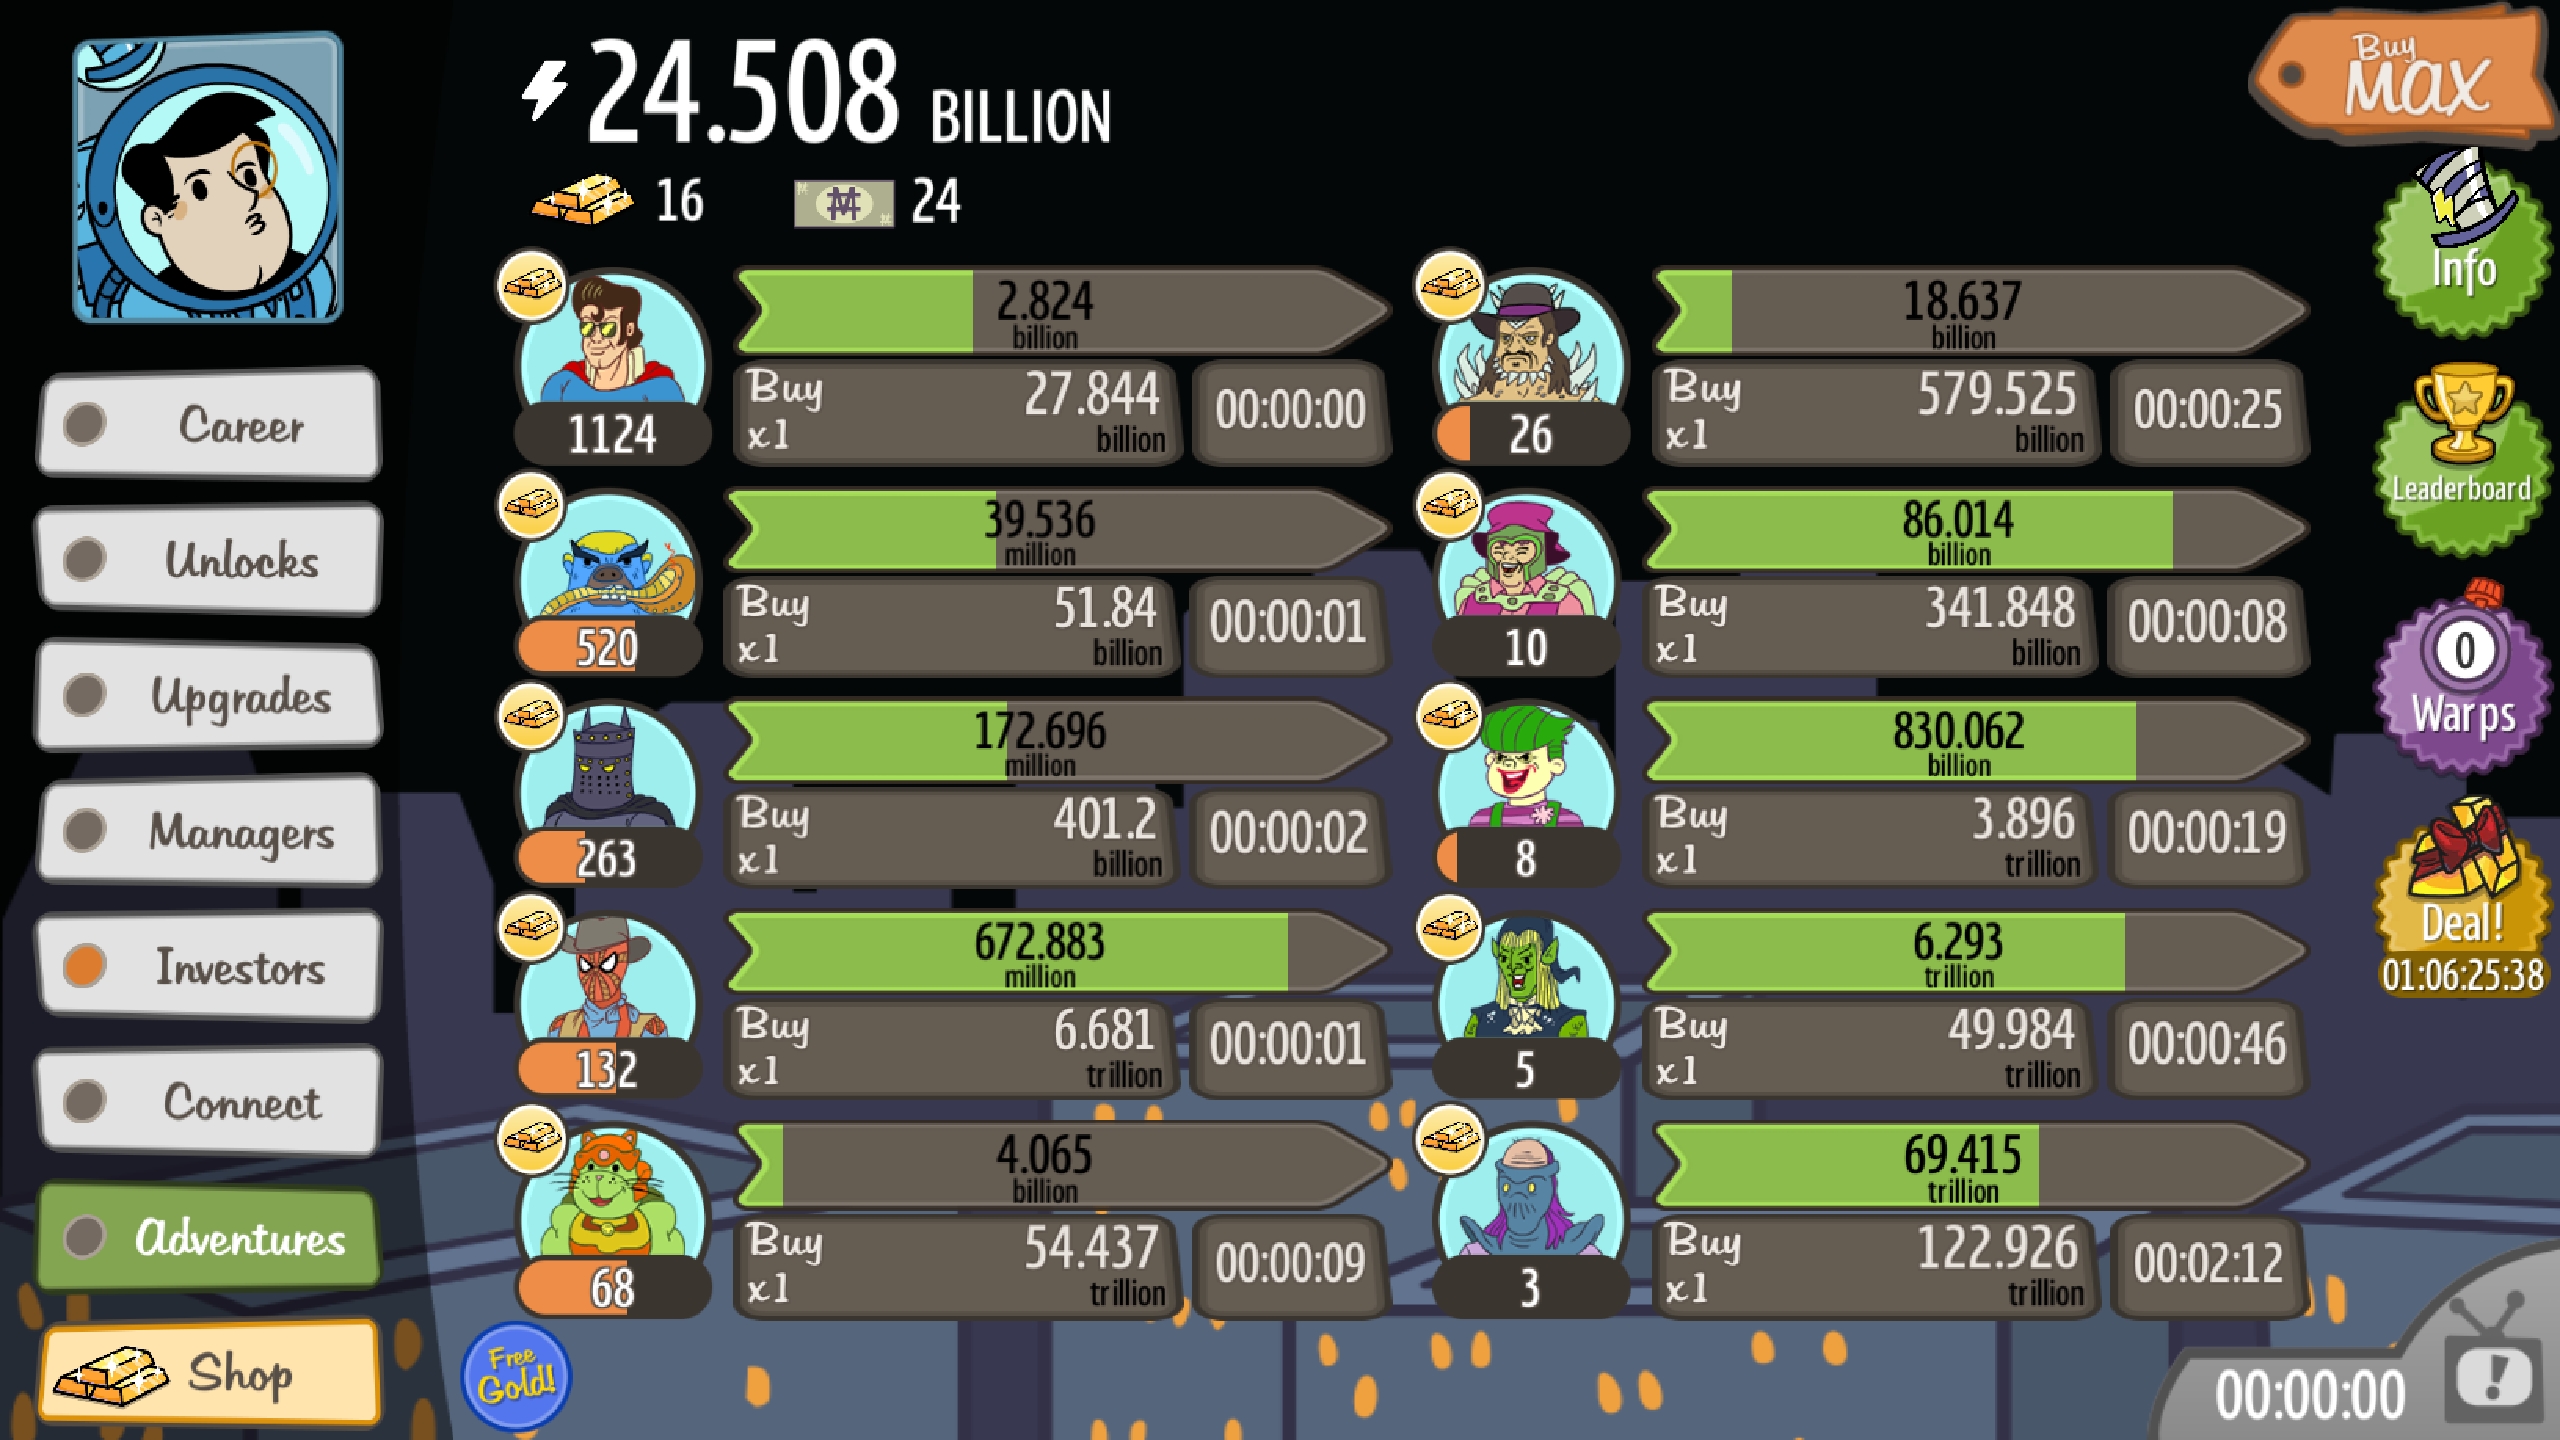 24.508 BILLION
16 24
Buy
MAX
Info
Leaderboard
0
Warps
Deal!
01:06:25:38
Career
Unlocks
Upgrades
Managers
Investors
Connect
Adventures
Shop
Free
Gold!
1124
2.824
billion
Buy
x1
27.844
billion
00:00:00
520
39.536
million
Buy
x1
51.84
billion
00:00:01
263
172.696
million
Buy
x1
401.2
billion
00:00:02
132
672.883
million
Buy
x1
6.681
trillion
00:00:01
68
4.065
billion
Buy
x1
54.437
trillion
00:00:09
26
18.637
billion
Buy
x1
579.525
billion
00:00:25
10
86.014
billion
Buy
x1
341.848
billion
00:00:08
8
830.062
billion
Buy
x1
3.896
trillion
00:00:19
5
6.293
trillion
Buy
x1
49.984
trillion
00:00:46
3
69.415
trillion
Buy
x1
122.926
trillion
00:02:12
00:00:00
!